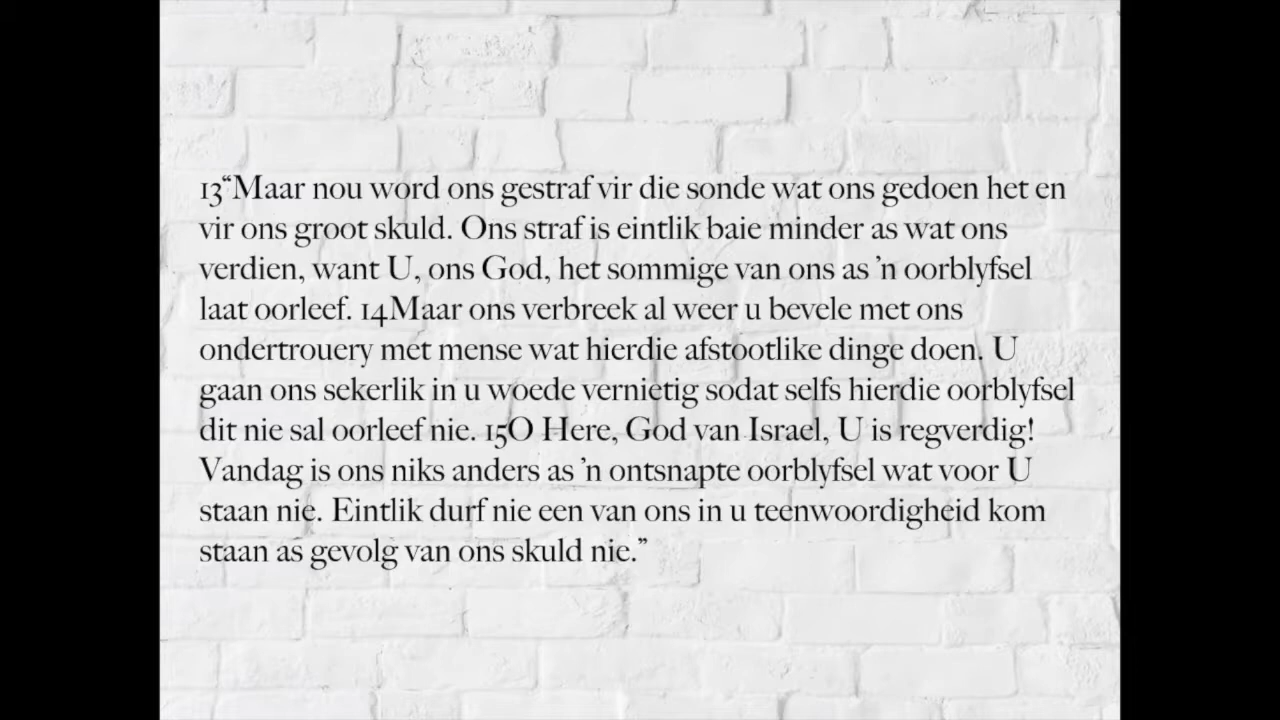 13“Maar nou word ons gestraf vir die sonde wat ons gedoen het en
vir ons groot skuld. Ons straf is eintlik baie minder as wat ons
verdien, want U, ons God, het sommige van ons as ’n oorblyfsel
laat oorleef. 14Maar ons verbreek al weer u bevele met ons
ondertrouery met mense wat hierdie afstootlike dinge doen. U
gaan ons sekerlik in u woede vernietig sodat selfs hierdie oorblyfsel
dit nie sal oorleef nie. 15O Here, God van Israel, U is regverdig!
Vandag is ons niks anders as ’n ontsnapte oorblyfsel wat voor U
staan nie. Eintlik durf nie een van ons in u teenwoordigheid kom
staan as gevolg van ons skuld nie.”